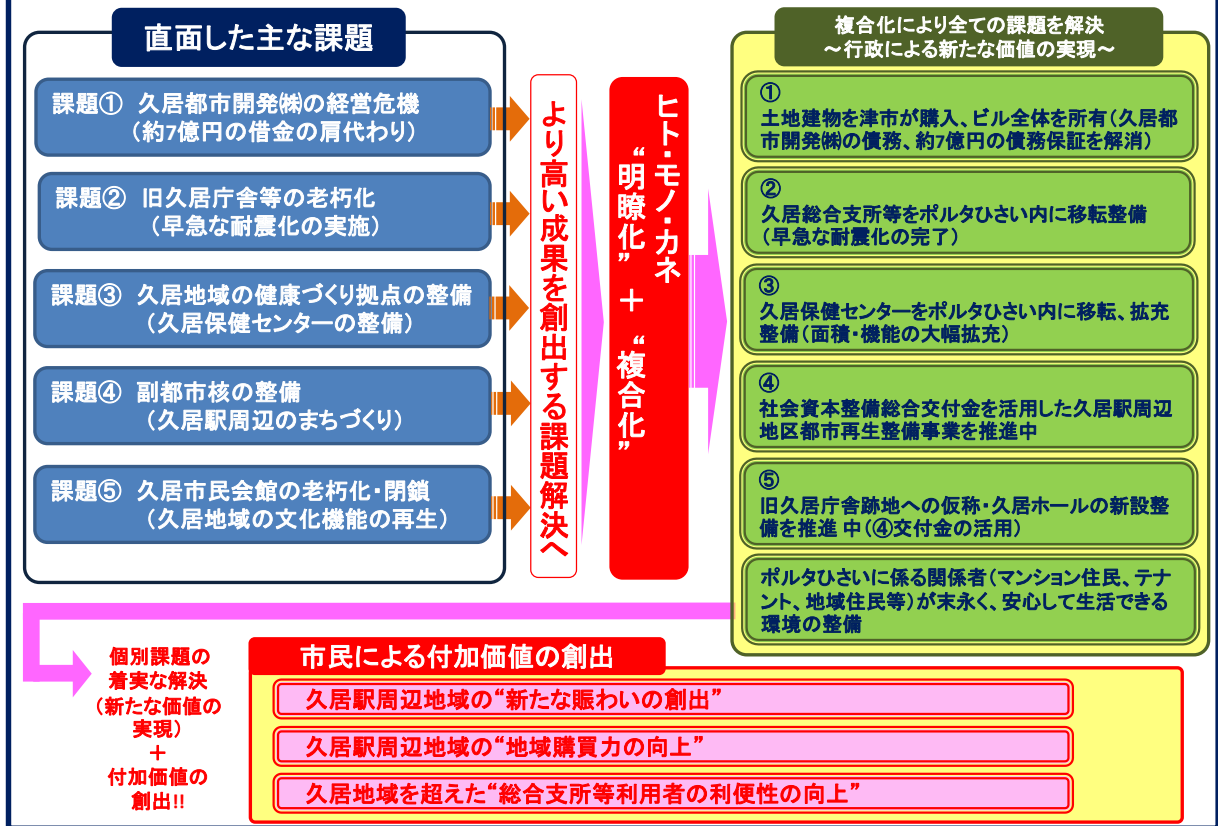 直面した主な課題
課題① 久居都市開発㈱の経営危機
(約7億円の借金の肩代わり)
課題② 旧久居庁舎等の老朽化
(早急な耐震化の実施)
課題③ 久居地域の健康づくり拠点の整備
(久居保健センターの整備)
課題④ 副都市核の整備
(久居駅周辺のまちづくり)
課題⑤ 久居市民会館の老朽化・閉鎖
(久居地域の文化機能の再生)
より高い成果を創出する課題解決へ
ヒト・モノ・カネ
“明瞭化”+“複合化”
複合化により全ての課題を解決
~行政による新たな価値の実現~
①
土地建物を津市が購入、ビル全体を所有(久居都
市開発㈱の債務、約7億円の債務保証を解消)
②
久居総合支所等をポルタひさい内に移転整備
(早急な耐震化の完了)
③
久居保健センターをポルタひさい内に移転、拡充
整備(面積・機能の大幅拡充)
④
社会資本整備総合交付金を活用した久居駅周辺
地区都市再生整備事業を推進中
⑤
旧久居庁舎跡地への仮称・久居ホールの新設整
備を推進 中(④交付金の活用)
ポルタひさいに係る関係者(マンション住民、テナ
ント、地域住民等)が末永く、安心して生活できる
環境の整備
個別課題の
着実な解決
(新たな価値の
実現)
+
付加価値の
創出!!
市民による付加価値の創出
久居駅周辺地域の“新たな賑わいの創出”
久居駅周辺地域の“地域購買力の向上”
久居地域を超えた“総合支所等利用者の利便性の向上”